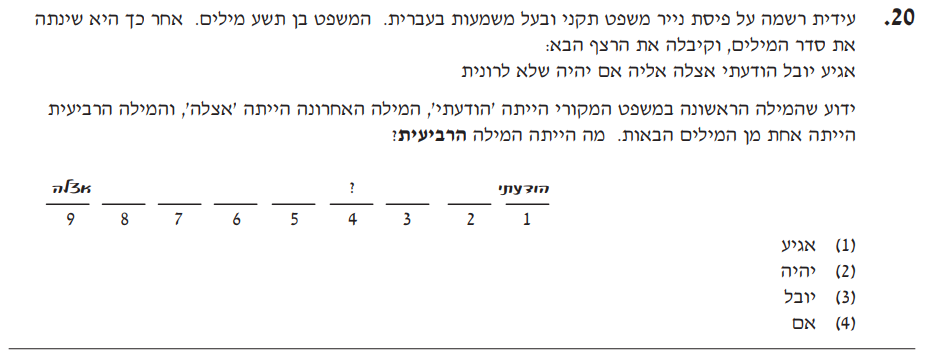 20. עידית רשמה על פיסת נייר משפט תקני ובעל משמעות בעברית. המשפט בן תשע מילים. אחר כך היא שינתה
את סדר המילים, וקיבלה את הרצף הבא:
אגיע יובל הודעתי אצלה אליה אם יהיה שלא לרונית
ידוע שהמילה הראשונה במשפט המקורי הייתה 'הודעתי', המילה האחרונה הייתה 'אצלה', והמילה הרביעית
הייתה אחת מן המילים הבאות. מה הייתה המילה הרביעית?
הודעתי ? אצלה
1 2 3 4 5 6 7 8 9
(1) אגיע
(2) יהיה
(3) יובל
(4) אם